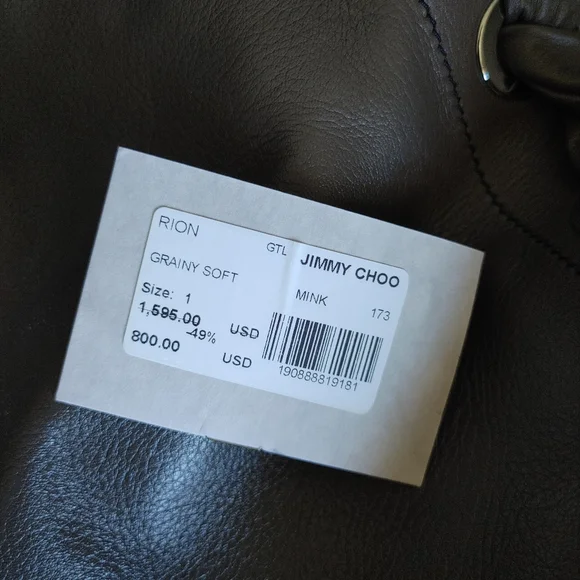 RION
GTL JIMMY CHOO
GRAINY SOFT
MINK 173
Size: 1
1,595.00 USD
-49%
800.00 USD
190888819181